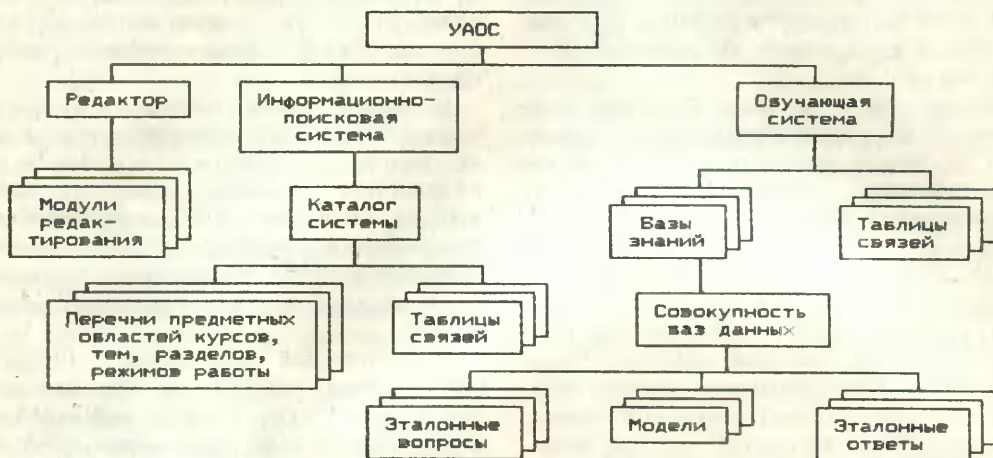 УАОС
Редактор
Информационно-
поисковая
система
Обучающая
система
Модули
редак-
тирования
Каталог
системы
Базы
знаний
Таблицы
связей
Перечни предметных
областей курсов,
тем, разделов,
режимов работы
Таблицы
связей
Совокупность
баз данных
Эталонные
вопросы
Модели
Эталонные
ответы